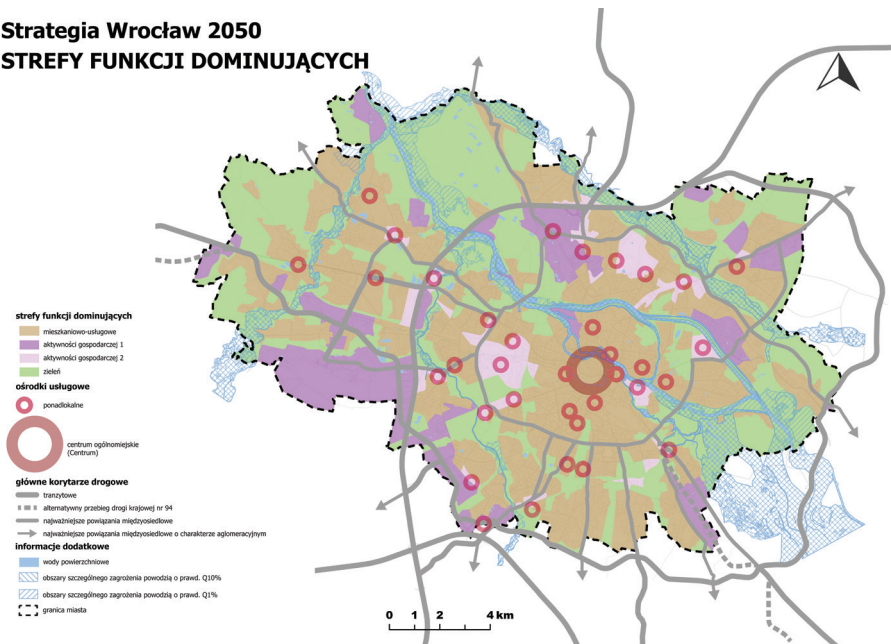 Strategia Wrocław 2050
STREFY FUNKCJI DOMINUJĄCYCH
strefy funkcji dominujących
mieszkaniowo-usługowe
aktywności gospodarczej 1
aktywności gospodarczej 2
zieleń
ośrodki usługowe
ponadlokalne
centrum ogólnomiejskie
(Centrum)
główne korytarze drogowe
tranzytowe
alternatywny przebieg drogi krajowej nr 94
najważniejsze powiązania międzyosiedlowe
najważniejsze powiązania międzyosiedlowe o charakterze aglomeracyjnym
informacje dodatkowe
wody powierzchniowe
obszary szczególnego zagrożenia powodzią o prawd. Q10%
obszary szczególnego zagrożenia powodzią o prawd. Q1%
granica miasta
0 1 2 4 km